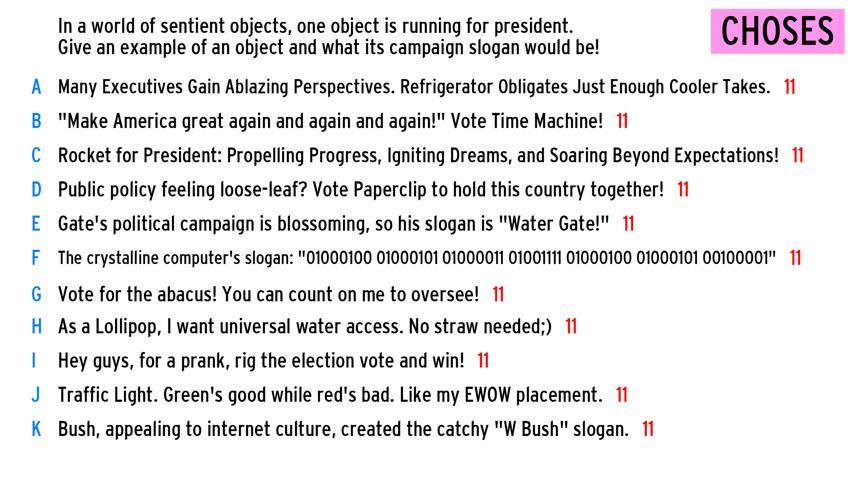 In a world of sentient objects, one object is running for president.
Give an example of an object and what its campaign slogan would be!
CHOSES
A Many Executives Gain Ablazing Perspectives. Refrigerator Obligates Just Enough Cooler Takes. 11
B "Make America great again and again and again!" Vote Time Machine! 11
C Rocket for President: Propelling Progress, Igniting Dreams, and Soaring Beyond Expectations! 11
D Public policy feeling loose-leaf? Vote Paperclip to hold this country together! 11
E Gate's political campaign is blossoming, so his slogan is "Water Gate!" 11
F The crystalline computer's slogan: "01000100 01000101 01000011 01001111 01000100 01000101 00100001" 11
G Vote for the abacus! You can count on me to oversee! 11
H As a Lollipop, I want universal water access. No straw needed;) 11
I Hey guys, for a prank, rig the election vote and win! 11
J Traffic Light. Green's good while red's bad. Like my EWOW placement. 11
K Bush, appealing to internet culture, created the catchy "W Bush" slogan. 11